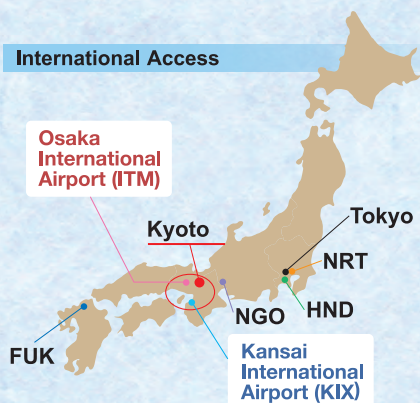 International Access
Osaka
International
Airport (ITM)
Kyoto
Tokyo
NRT
HND
NGO
FUK
Kansai
International
Airport (KIX)